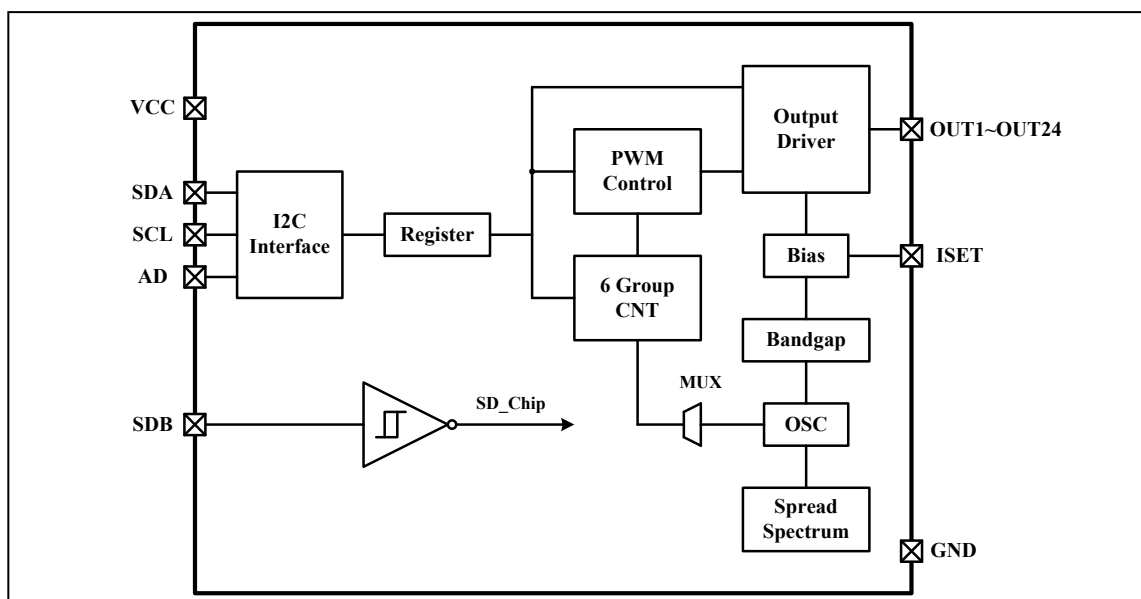 VCC
SDA
SCL
AD
SDB
I2C
Interface
Register
SD_Chip
PWM
Control
6 Group
CNT
MUX
Output
Driver
Bias
Bandgap
OSC
Spread
Spectrum
OUT1~OUT24
ISET
GND